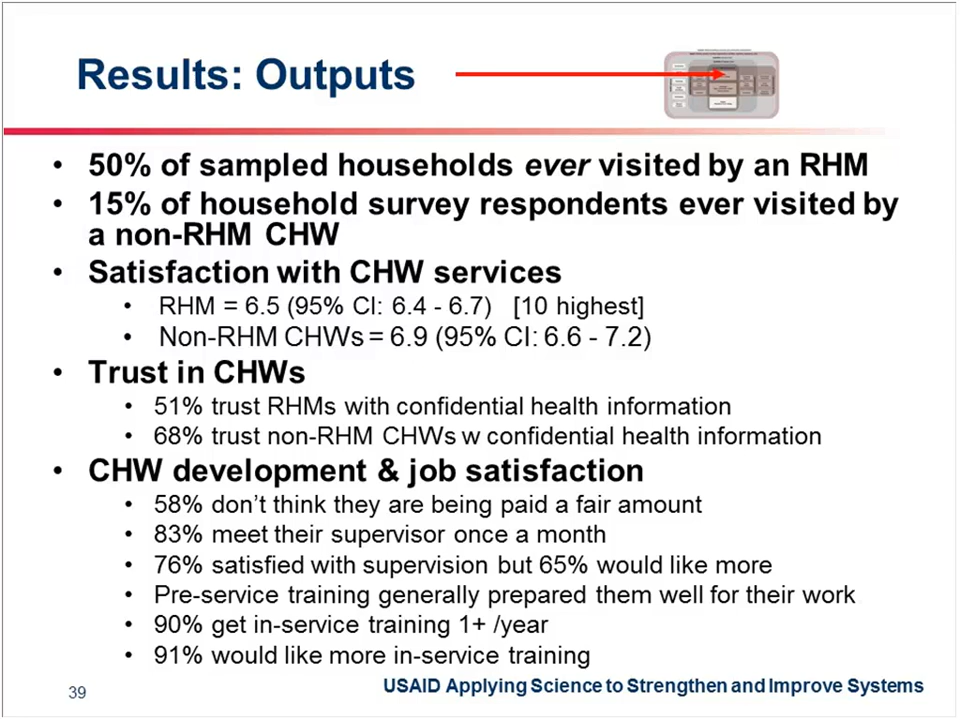 Results: Outputs
• 50% of sampled households ever visited by an RHM
• 15% of household survey respondents ever visited by
a non-RHM CHW
• Satisfaction with CHW services
• RHM = 6.5 (95% CI: 6.4 - 6.7) [10 highest]
• Non-RHM CHWs = 6.9 (95% CI: 6.6 - 7.2)
• Trust in CHWs
• 51% trust RHMs with confidential health information
• 68% trust non-RHM CHWs w confidential health information
• CHW development & job satisfaction
• 58% don't think they are being paid a fair amount
• 83% meet their supervisor once a month
• 76% satisfied with supervision but 65% would like more
• Pre-service training generally prepared them well for their work
• 90% get in-service training 1+ /year
• 91% would like more in-service training
39
USAID Applying Science to Strengthen and Improve Systems